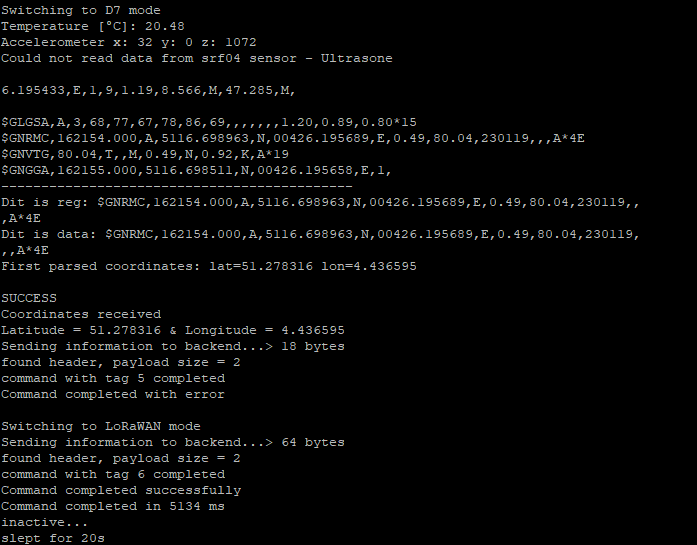 Switching to D7 mode
Temperature [°C]: 20.48
Accelerometer x: 32 y: 0 z: 1072
Could not read data from srf04 sensor - Ultrasone
6.195433,E,1,9,1.19,8.566,M,47.285,M,
$GLGSA,A,3,68,77,67,78,86,69,,,,,,,1.20,0.89,0.80*15
$GNRMC,162154.000,A,5116.698963,N,00426.195689,E,0.49,80.04,230119,,,A*4E
$GNVTG,80.04,T,,M,0.49,N,0.92,K,A*19
$GNGGA,162155.000,5116.698511,N,00426.195658,E,1,
--------------------------------------------
Dit is reg: $GNRMC,162154.000,A,5116.698963,N,00426.195689,E,0.49,80.04,230119,,
,A*4E
Dit is data: $GNRMC,162154.000,A,5116.698963,N,00426.195689,E,0.49,80.04,230119,
,,A*4E
First parsed coordinates: lat=51.278316 lon=4.436595
SUCCESS
Coordinates received
Latitude = 51.278316 & Longitude = 4.436595
Sending information to backend...> 18 bytes
found header, payload size = 2
command with tag 5 completed
Command completed with error
Switching to LoRaWAN mode
Sending information to backend...> 64 bytes
found header, payload size = 2
command with tag 6 completed
Command completed successfully
Command completed in 5134 ms
inactive...
slept for 20s